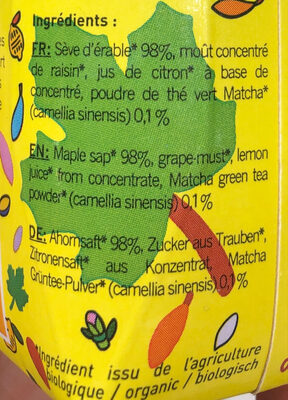 Ingrédients :
FR: Sève d'érable* 98%, moût concentré
de raisin*, jus de citron* à base de
concentré, poudre de thé vert Matcha*
(camellia sinensis) 0,1 %
EN: Maple sap* 98%, grape must*, lemon
juice* from concentrate, Matcha green tea
powder* (camellia sinensis) 0,1%
DE: Ahornsaft* 98%, Zucker aus Trauben*,
Zitronensaft* aus Konzentrat, Matcha
Grüntee-Pulver* (camellia sinensis) 0,1%
*Ingrédient issu de l'agriculture
biologique / organic / biologisch